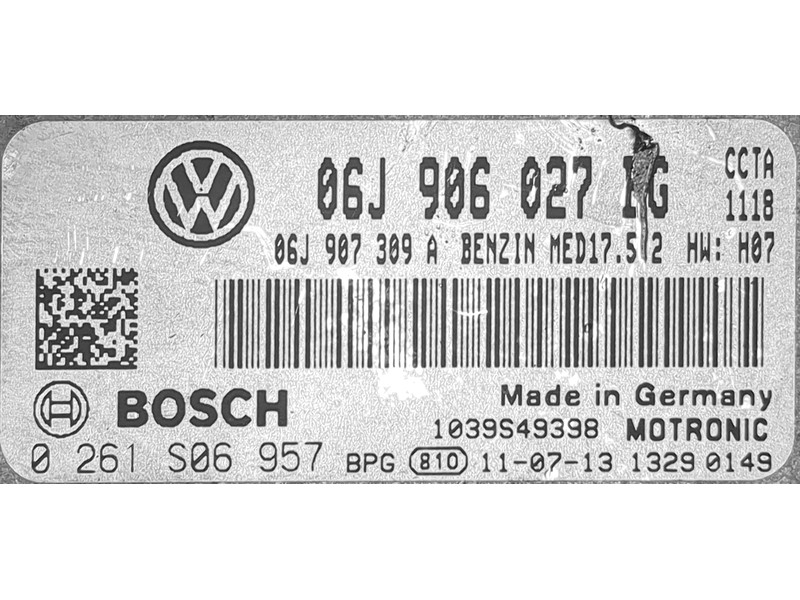 06J 906 027 G CCTA
1118
06J 907 309 A BENZIN MED17.5 2 HW: H07
BOSCH
Made in Germany
1039S49398 MOTRONIC
0 261 S06 957 BPG 810 11-07-13 1329 0149